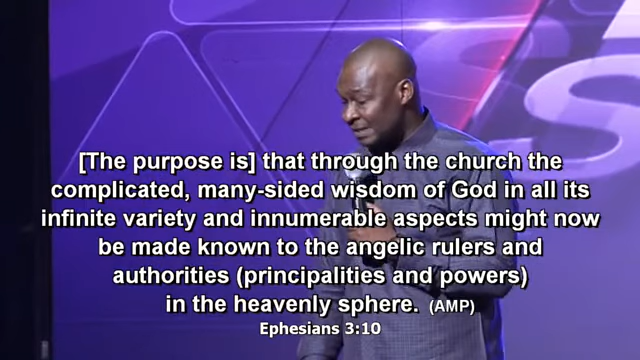 [The purpose is] that through the church the
complicated, many-sided wisdom of God in all its
infinite variety and innumerable aspects might now
be made known to the angelic rulers and
authorities (principalities and powers)
in the heavenly sphere. (AMP)
Ephesians 3:10